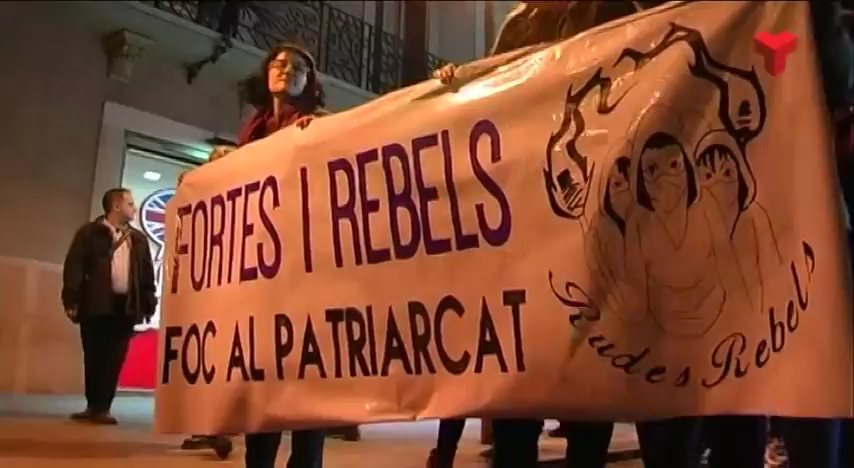 FORTES I REBELS
FOC AL PATRIARCAT
Rudes Rebels